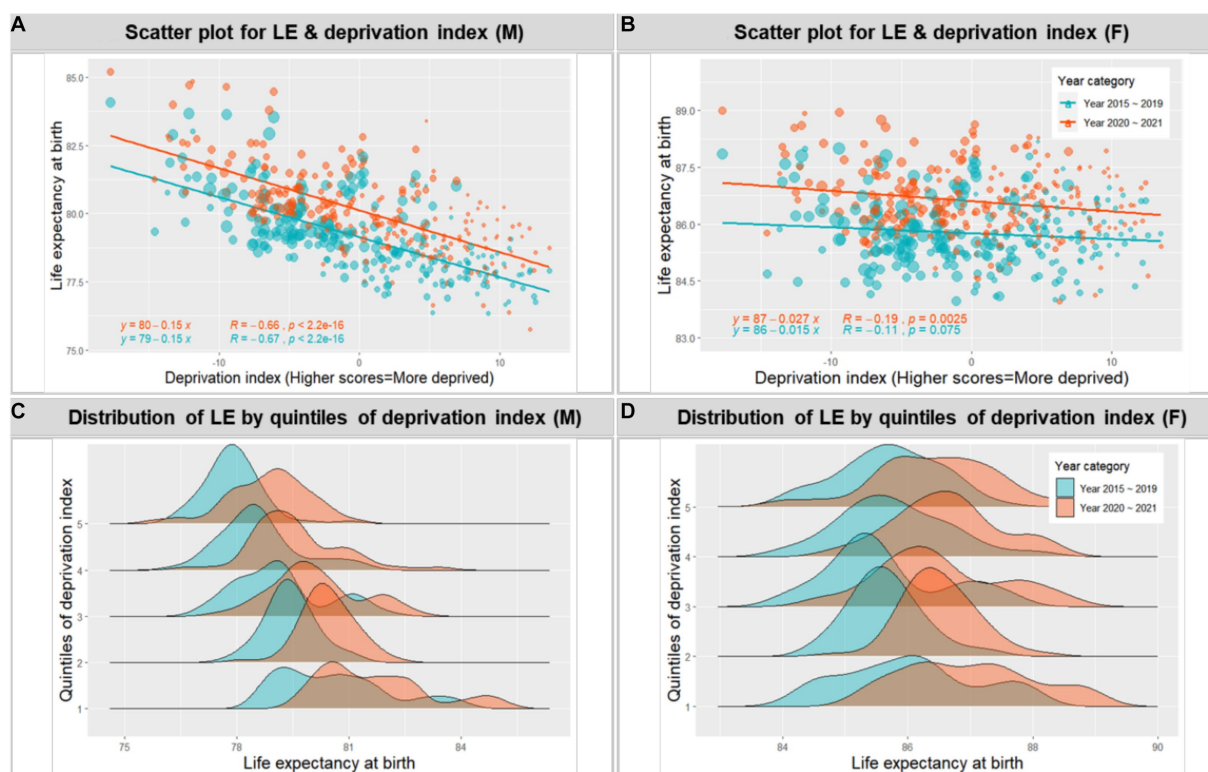 A
Scatter plot for LE & deprivation index (M)
85.0
82.5
80.0
77.5
75.0
Life expectancy at birth
y = 80 – 0.15 x R = – 0.66 , p < 2.2e-16
y = 79 – 0.15 x R = – 0.67 , p < 2.2e-16
-10 0 10
Deprivation index (Higher scores=More deprived)
B
Scatter plot for LE & deprivation index (F)
Year category
Year 2015 ~ 2019
Year 2020 ~ 2021
89.0
87.5
86.0
84.5
83.0
Life expectancy at birth
y = 87 – 0.027 x R = – 0.19 , p = 0.0025
y = 86 – 0.015 x R = – 0.11 , p = 0.075
-10 0 10
Deprivation index (Higher scores=More deprived)
C
Distribution of LE by quintiles of deprivation index (M)
Quintiles of deprivation index
5
4
3
2
1
75 78 81 84
Life expectancy at birth
D
Distribution of LE by quintiles of deprivation index (F)
Year category
Year 2015 ~ 2019
Year 2020 ~ 2021
Quintiles of deprivation index
5
4
3
2
1
84 86 88 90
Life expectancy at birth